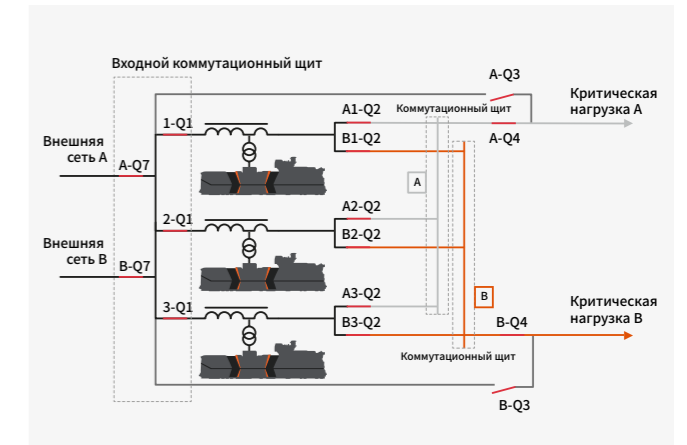 Входной коммутационный щит
A-Q3
Критическая
нагрузка A
1-Q1
A1-Q2
Коммутационный щит
Внешняя
сеть A
A-Q7
B1-Q2
A-Q4
A
2-Q1
A2-Q2
B2-Q2
Внешняя
сеть B
B-Q7
3-Q1
A3-Q2
B
Критическая
нагрузка B
B3-Q2
B-Q4
Коммутационный щит
B-Q3